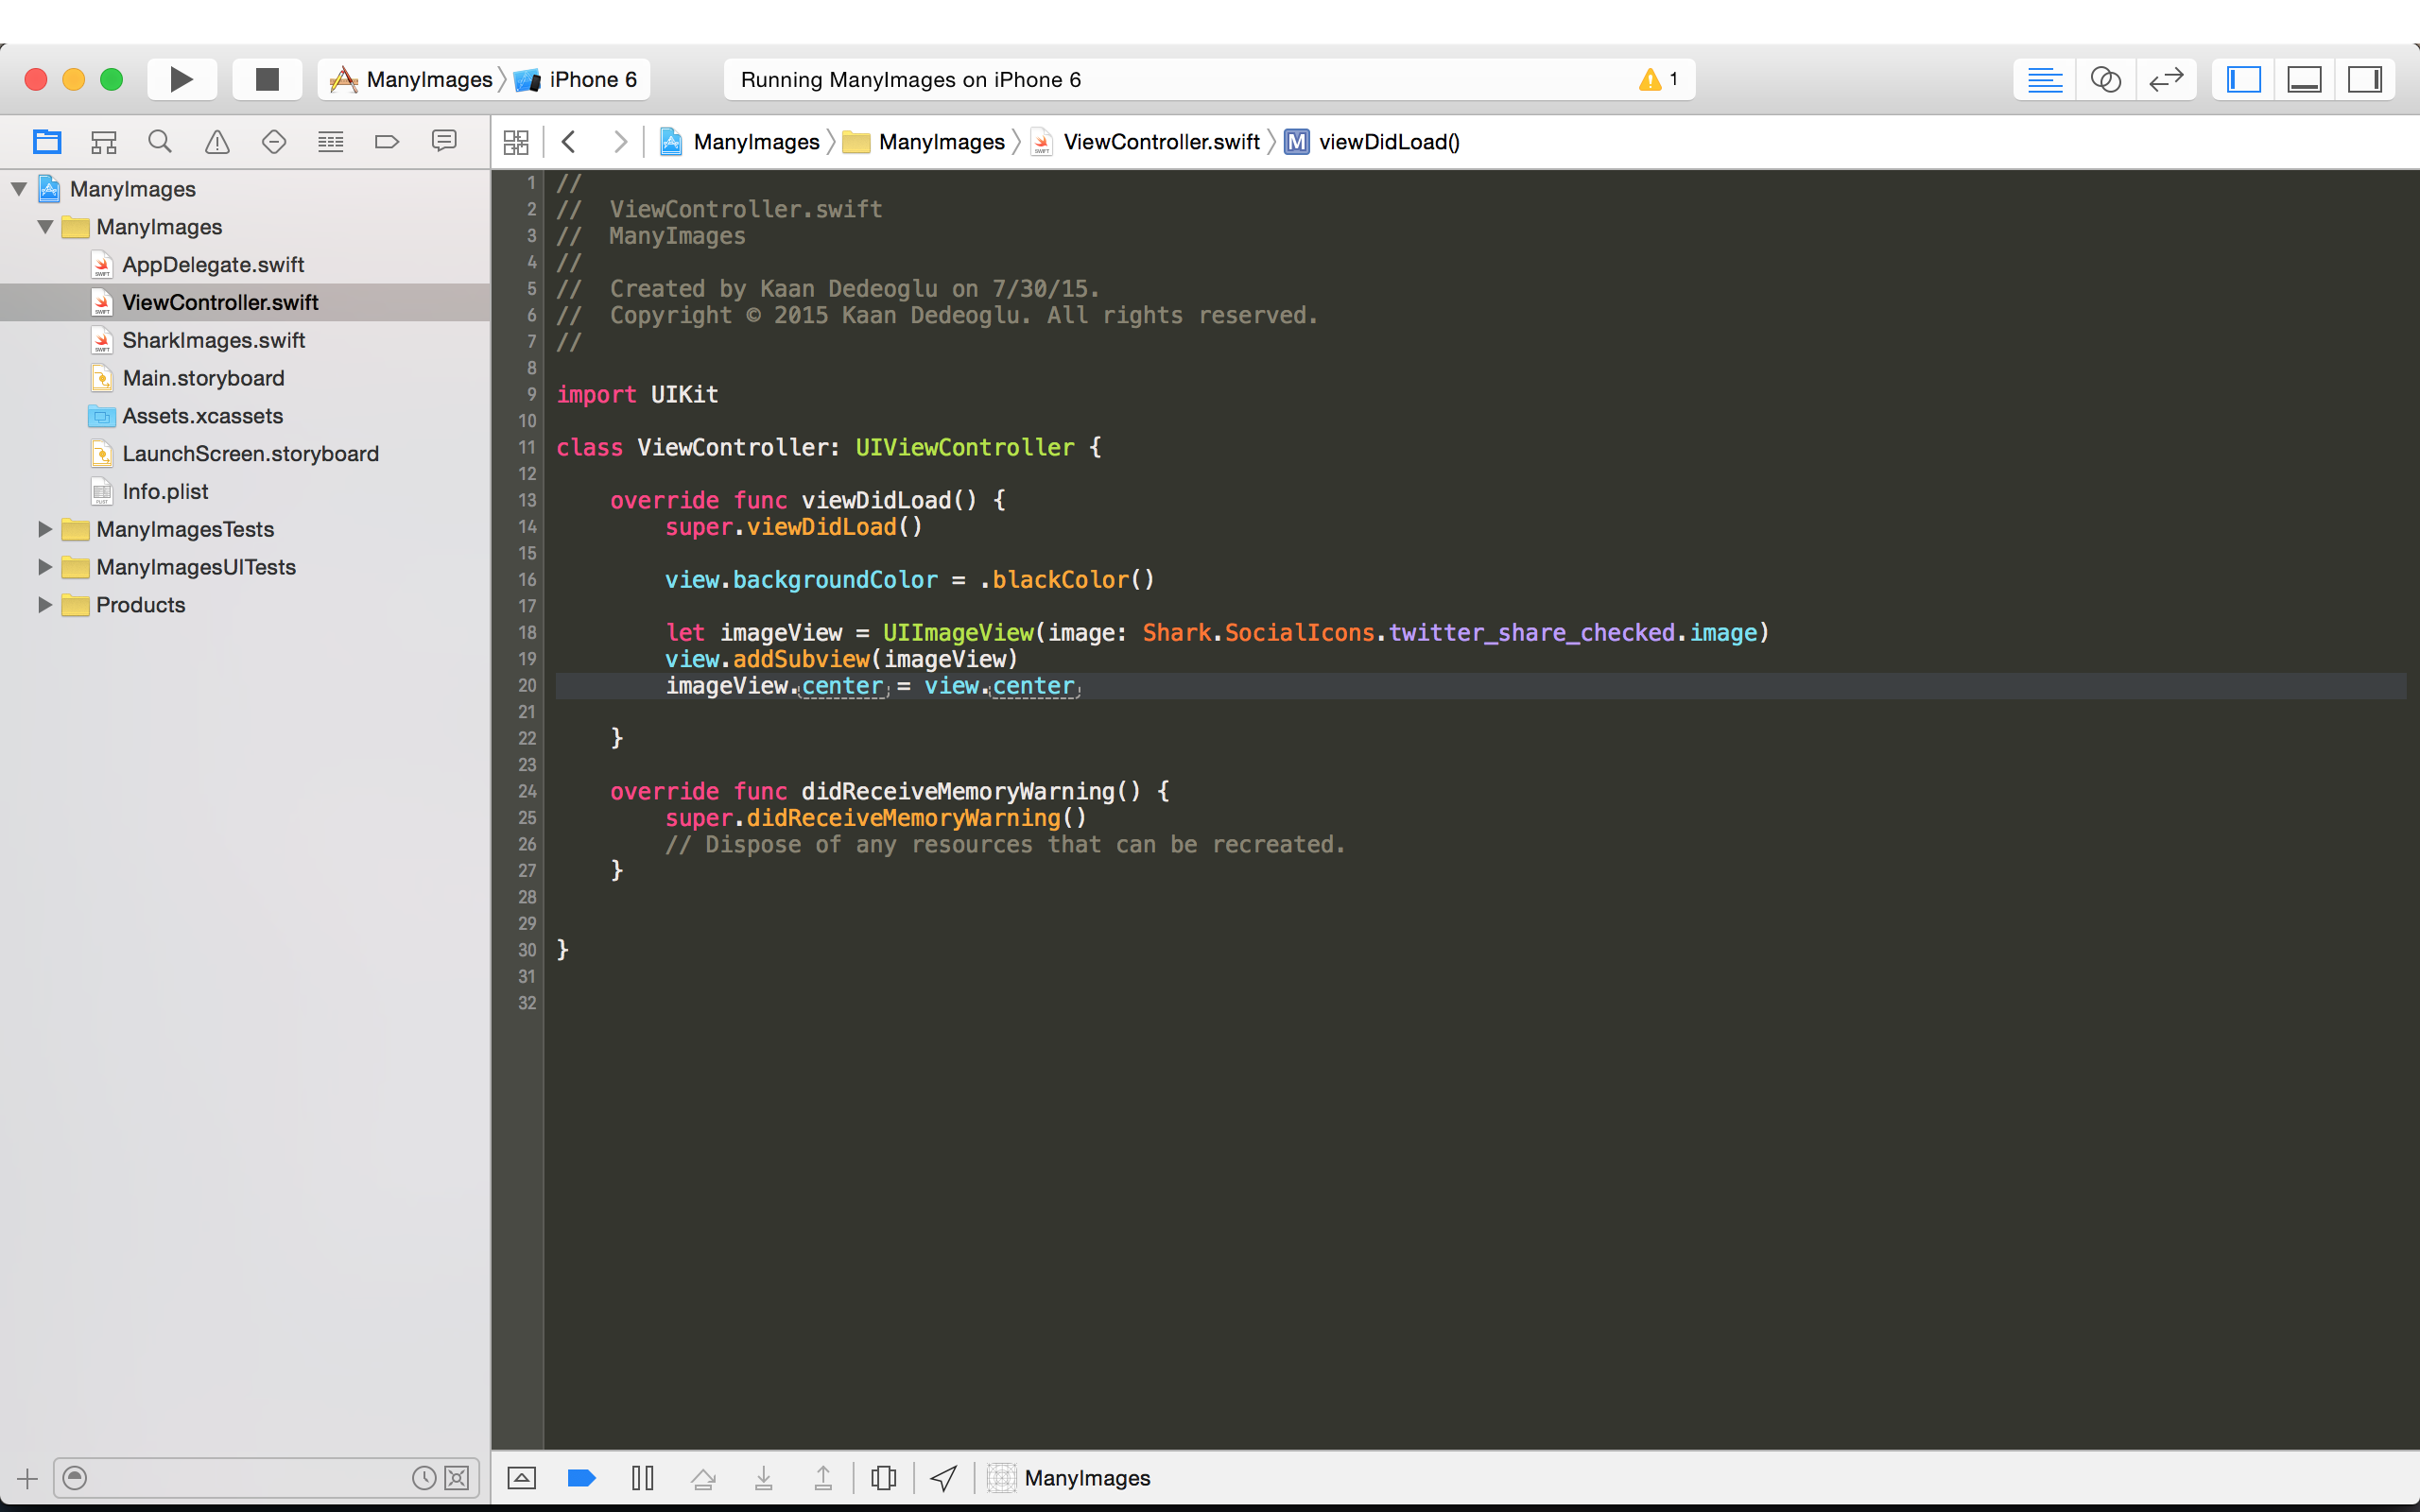 ManyImages iPhone 6
Running ManyImages on iPhone 6
1
ManyImages ManyImages ViewController.swift M viewDidLoad()
ManyImages
ManyImages
AppDelegate.swift
ViewController.swift
SharkImages.swift
Main.storyboard
Assets.xcassets
LaunchScreen.storyboard
Info.plist
ManyImagesTests
ManyImagesUITests
Products
1 //
2 //  ViewController.swift
3 //  ManyImages
4 //
5 //  Created by Kaan Dedeoglu on 7/30/15.
6 //  Copyright © 2015 Kaan Dedeoglu. All rights reserved.
7 //
8
9 import UIKit
10
11 class ViewController: UIViewController {
12
13     override func viewDidLoad() {
14         super.viewDidLoad()
15
16         view.backgroundColor = .blackColor()
17
18         let imageView = UIImageView(image: Shark.SocialIcons.twitter_share_checked.image)
19         view.addSubview(imageView)
20         imageView.center = view.center
21
22     }
23
24     override func didReceiveMemoryWarning() {
25         super.didReceiveMemoryWarning()
26         // Dispose of any resources that can be recreated.
27     }
28
29
30 }
31
32
ManyImages